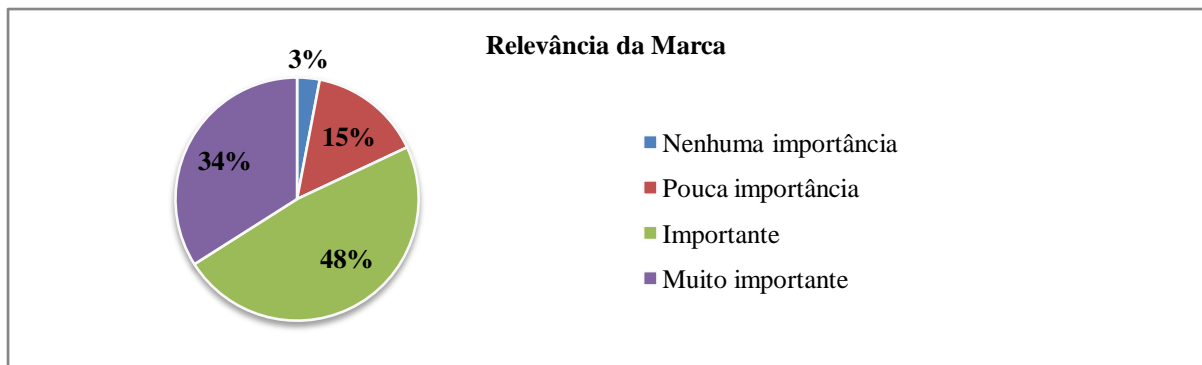 Relevância da Marca
3%
15%
34%
48%
Nenhuma importância
Pouca importância
Importante
Muito importante